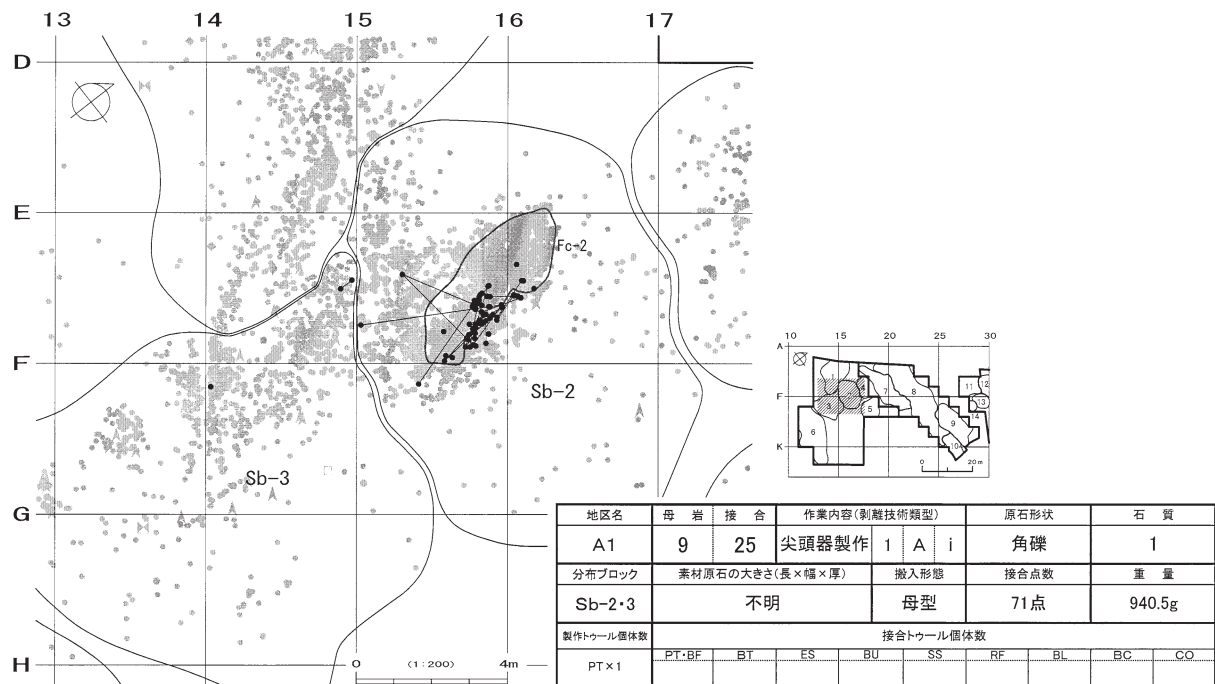 13 14 15 16 17
D
E
Fc-2
F
Sb-2
Sb-3
G
H
0 (1:200) 4m
10 15 20 25 30
A
F
K
1 4 7 8 11 12
3 5 13
6 9 14
10
0 20m
地区名 母岩 接合 作業内容(剥離技術類型) 原石形状 石質
A1 9 25 尖頭器製作 1 A i 角礫 1
分布ブロック 素材原石の大きさ(長×幅×厚) 搬入形態 接合点数 重量
Sb-2・3 不明 母型 71点 940.5g
製作トゥール個体数 接合トゥール個体数
PT×1 PT・BF BT ES BU SS RF BL BC CO